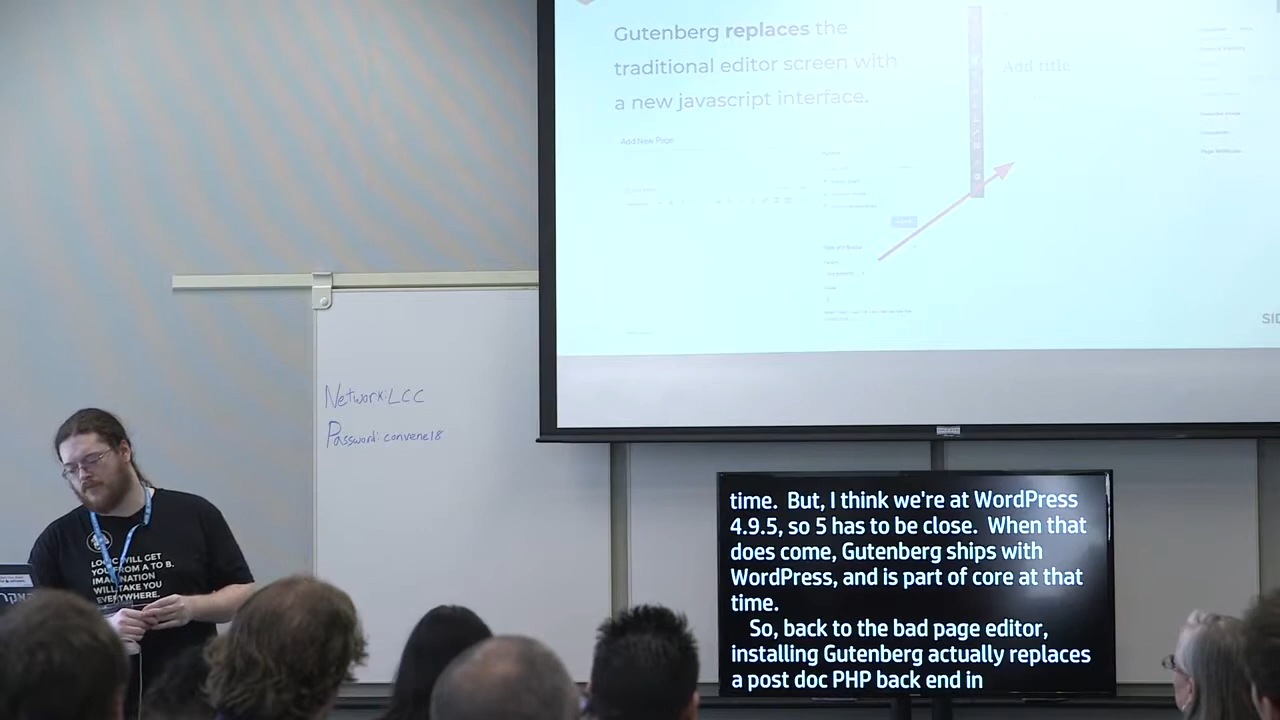 Gutenberg replaces the
traditional editor screen with
a new javascript interface.
Add title
Add New Page
SID
Network: LCC
Password: convene18
LOGIC WILL GET
YOU FROM A TO B.
IMAGINATION
WILL TAKE YOU
EVERYWHERE.
time. But, I think we're at WordPress
4.9.5, so 5 has to be close. When that
does come, Gutenberg ships with
WordPress, and is part of core at that
time.
So, back to the bad page editor,
installing Gutenberg actually replaces
a post doc PHP back end in